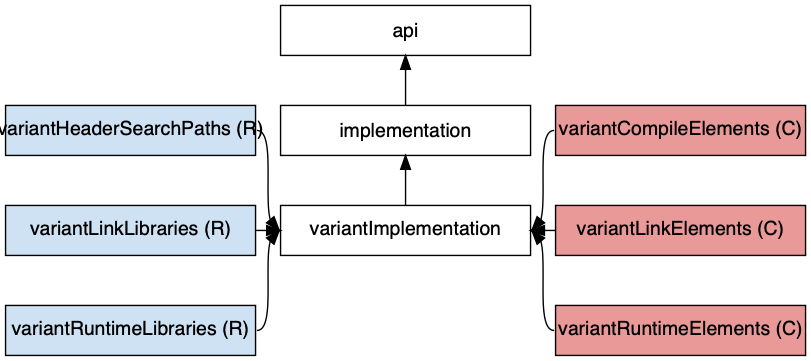 api
variantHeaderSearchPaths (R)
implementation
variantCompileElements (C)
variantLinkLibraries (R)
variantImplementation
variantLinkElements (C)
variantRuntimeLibraries (R)
variantRuntimeElements (C)